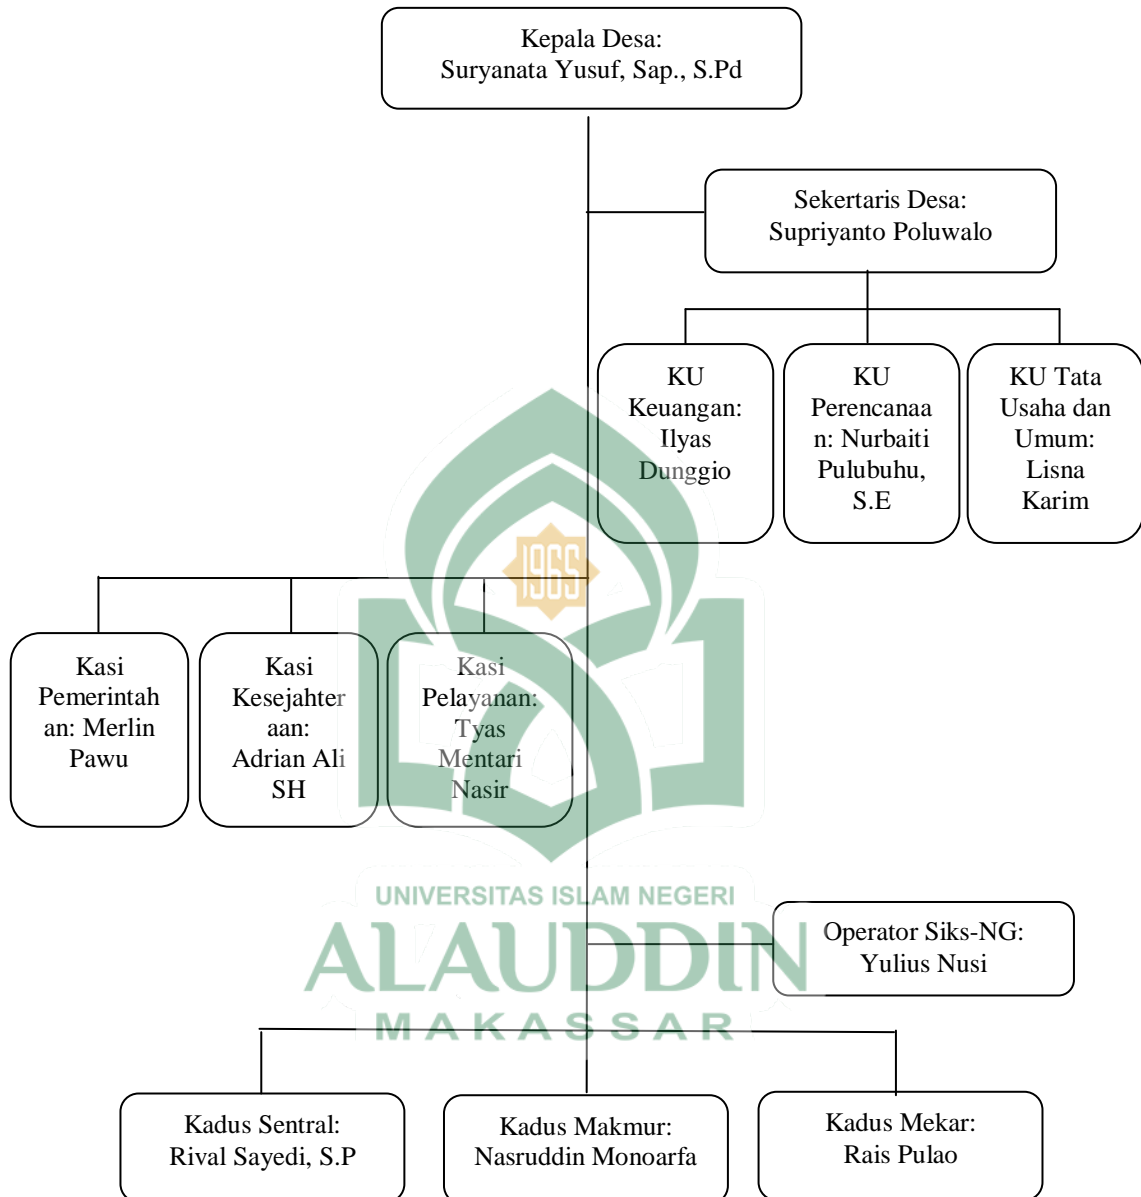 Kepala Desa:
Suryanata Yusuf, Sap., S.Pd
Sekertaris Desa:
Supriyanto Poluwalo
KU
Keuangan:
Ilyas
Dunggio
KU
Perencanaa
n: Nurbaiti
Pulubuhu,
S.E
KU Tata
Usaha dan
Umum:
Lisna
Karim
1965
Kasi
Pemerintah
an: Merlin
Pawu
Kasi
Kesejahter
aan:
Adrian Ali
SH
Kasi
Pelayanan:
Tyas
Mentari
Nasir
UNIVERSITAS ISLAM NEGERI
ALAUDDIN
MAKASSAR
Operator Siks-NG:
Yulius Nusi
Kadus Sentral:
Rival Sayedi, S.P
Kadus Makmur:
Nasruddin Monoarfa
Kadus Mekar:
Rais Pulao